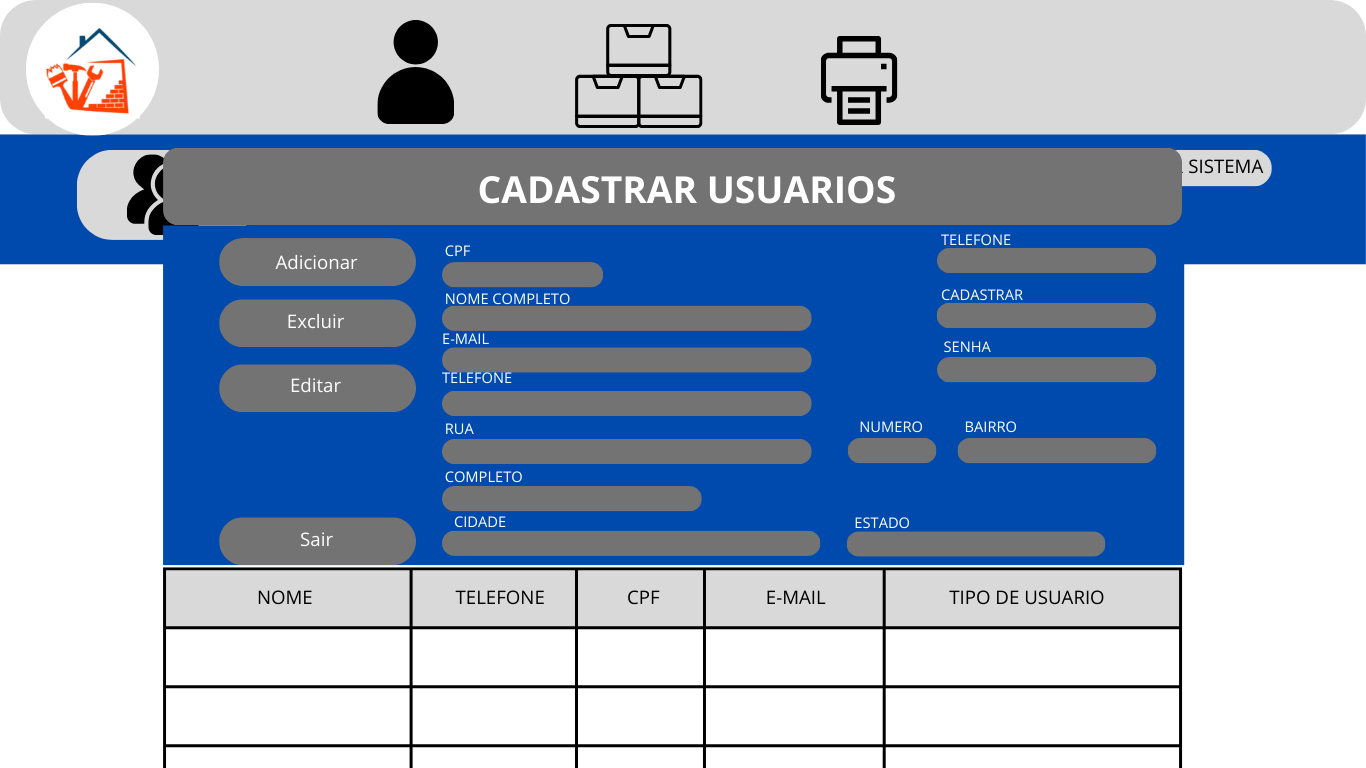 SISTEMA
CADASTRAR USUARIOS
Adicionar
Excluir
Editar
Sair
CPF
NOME COMPLETO
E-MAIL
TELEFONE
RUA
COMPLETO
CIDADE
TELEFONE
CADASTRAR
SENHA
NUMERO
BAIRRO
ESTADO
NOME
TELEFONE
CPF
E-MAIL
TIPO DE USUARIO